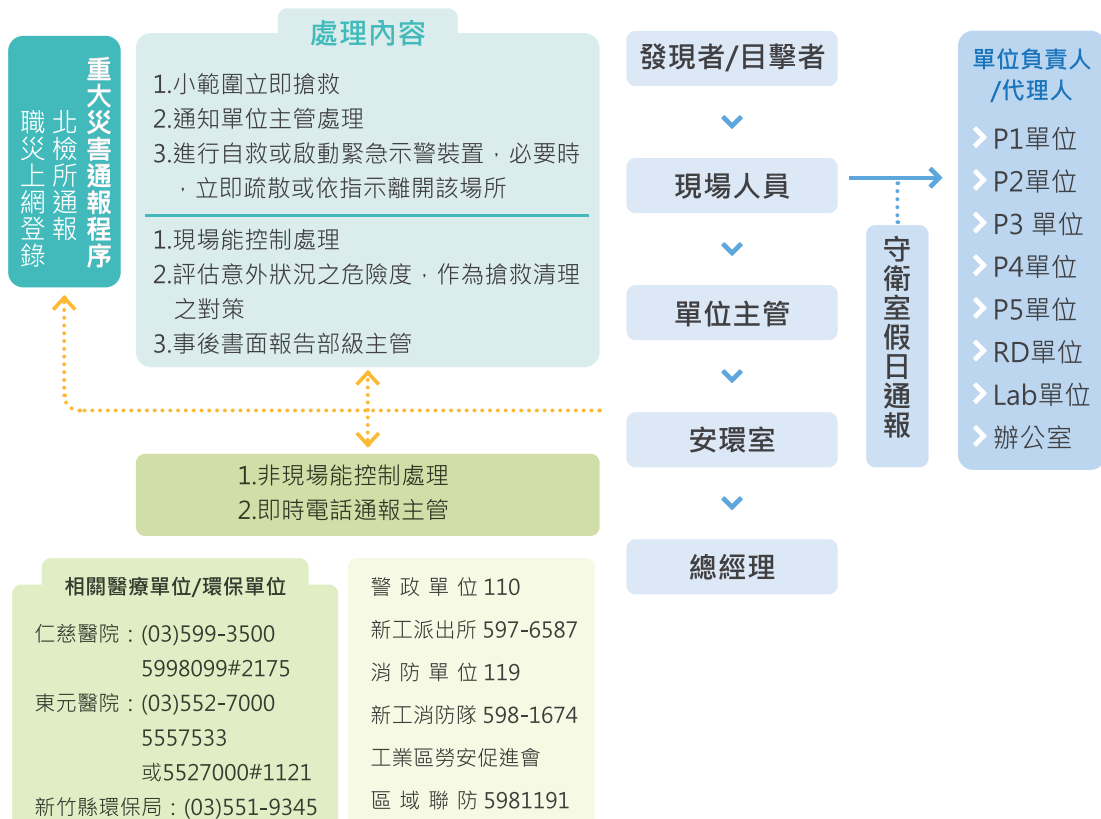 重大災害通報程序
北檢所通報
職災上網登錄
處理內容
1.小範圍立即搶救
2.通知單位主管處理
3.進行自救或啟動緊急示警裝置，必要時
，立即疏散或依指示離開該場所
1.現場能控制處理
2.評估意外狀況之危險度，作為搶救清理
之對策
3.事後書面報告部級主管
1.非現場能控制處理
2.即時電話通報主管
發現者/目擊者
現場人員
單位主管
安環室
總經理
守衛室假日通報
單位負責人
/代理人
P1單位
P2單位
P3 單位
P4單位
P5單位
RD單位
Lab單位
辦公室
相關醫療單位/環保單位
仁慈醫院：(03)599-3500
5998099#2175
東元醫院：(03)552-7000
5557533
或5527000#1121
新竹縣環保局：(03)551-9345
警 政 單 位 110
新工派出所 597-6587
消 防 單 位 119
新工消防隊 598-1674
工業區勞安促進會
區 域 聯 防 5981191